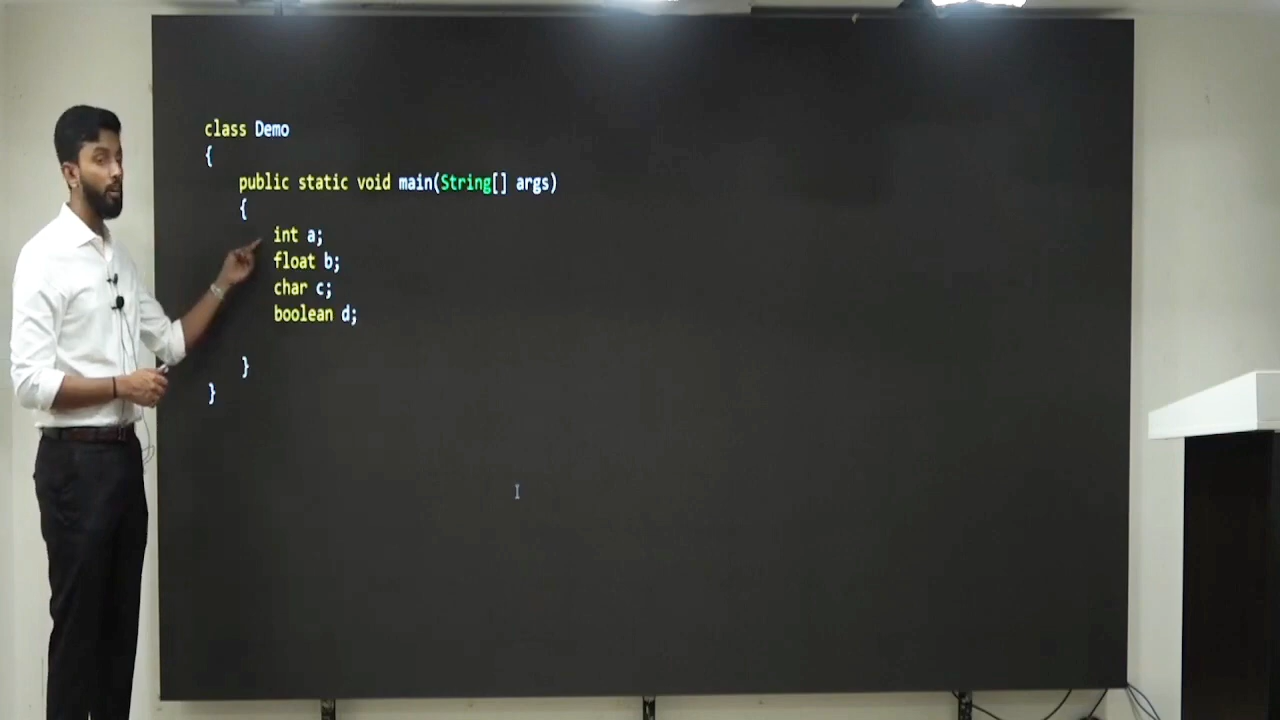 class Demo
{
public static void main(String[] args)
{
int a;
float b;
char c;
boolean d;
}
}